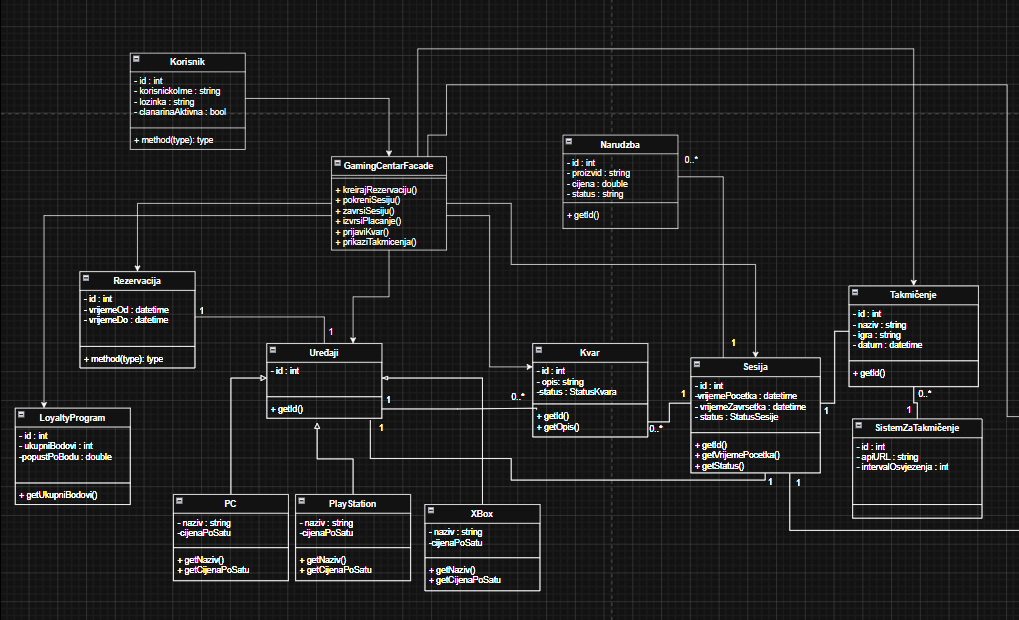 Korisnik
- id : int
- korisnickoIme : string
- lozinka : string
- clanarinaAktivna : bool
+ method(type): type
GamingCentarFacade
+ kreirajRezervaciju()
+ pokreniSesiju()
+ zavrsiSesiju()
+ izvrsiPlacanje()
+ prijaviKvar()
+ prikaziTakmicenja()
Narudzba
- id : int
- proizvid : string
- cijena : double
- status : string
+ getId()
0..*
Rezervacija
- id : int
- vrijemeOd : datetime
- vrijemeDo : datetime
+ method(type): type
1
1
Uređaji
- id : int
+ getId()
1
1
Kvar
- id : int
- opis: string
-status : StatusKvara
+ getId()
+ getOpis()
0..*
0..*
Takmičenje
- id : int
- naziv : string
- igra : string
- datum : datetime
+ getId()
0..*
1
1
Sesija
- id : int
-vrijemePocetka : datetime
- vrijemeZavrsetka : datetime
- status : StatusSesije
+ getId()
+ getVrijemePocetka()
+ getStatus()
1
1
1
1
LoyaltyProgram
- id : int
- ukupniBodovi : int
-popustPoBodu : double
+ getUkupniBodovi()
SistemZaTakmičenje
- id : int
- apiURL : string
- intervalOsvjezenja : int
PC
- naziv : string
-cijenaPoSatu
+ getNaziv()
+ getCijenaPoSatu
PlayStation
- naziv : string
-cijenaPoSatu
+ getNaziv()
+ getCijenaPoSatu
XBox
- naziv : string
-cijenaPoSatu
+ getNaziv()
+ getCijenaPoSatu